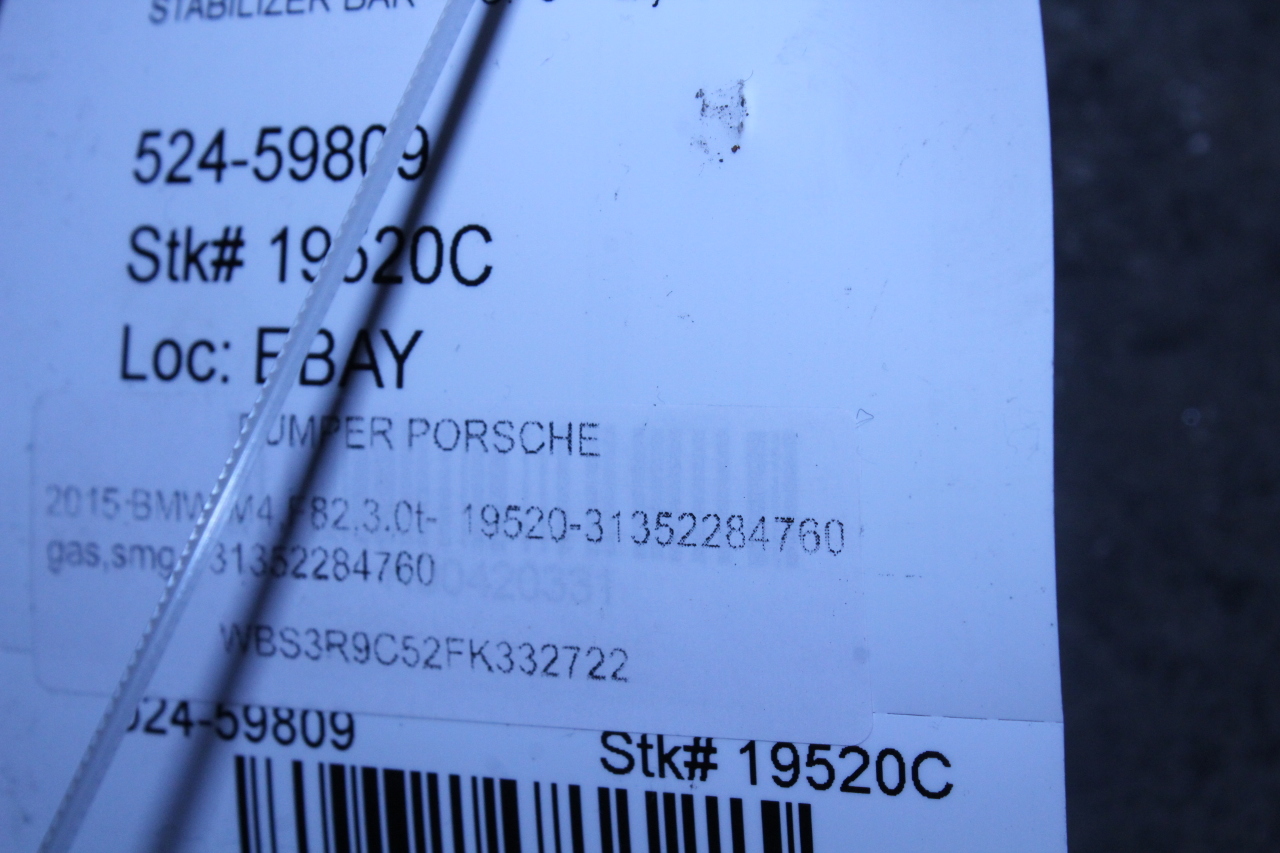 STABILIZER BAR
524-59809
Stk# 19520C
Loc: EBAY
BUMPER PORSCHE
2015 BMW M4 F82,3.0t- 19520-31352284760
gas,smg 31352284760
0420331
WBS3R9C52FK332722
524-59809 Stk# 19520C